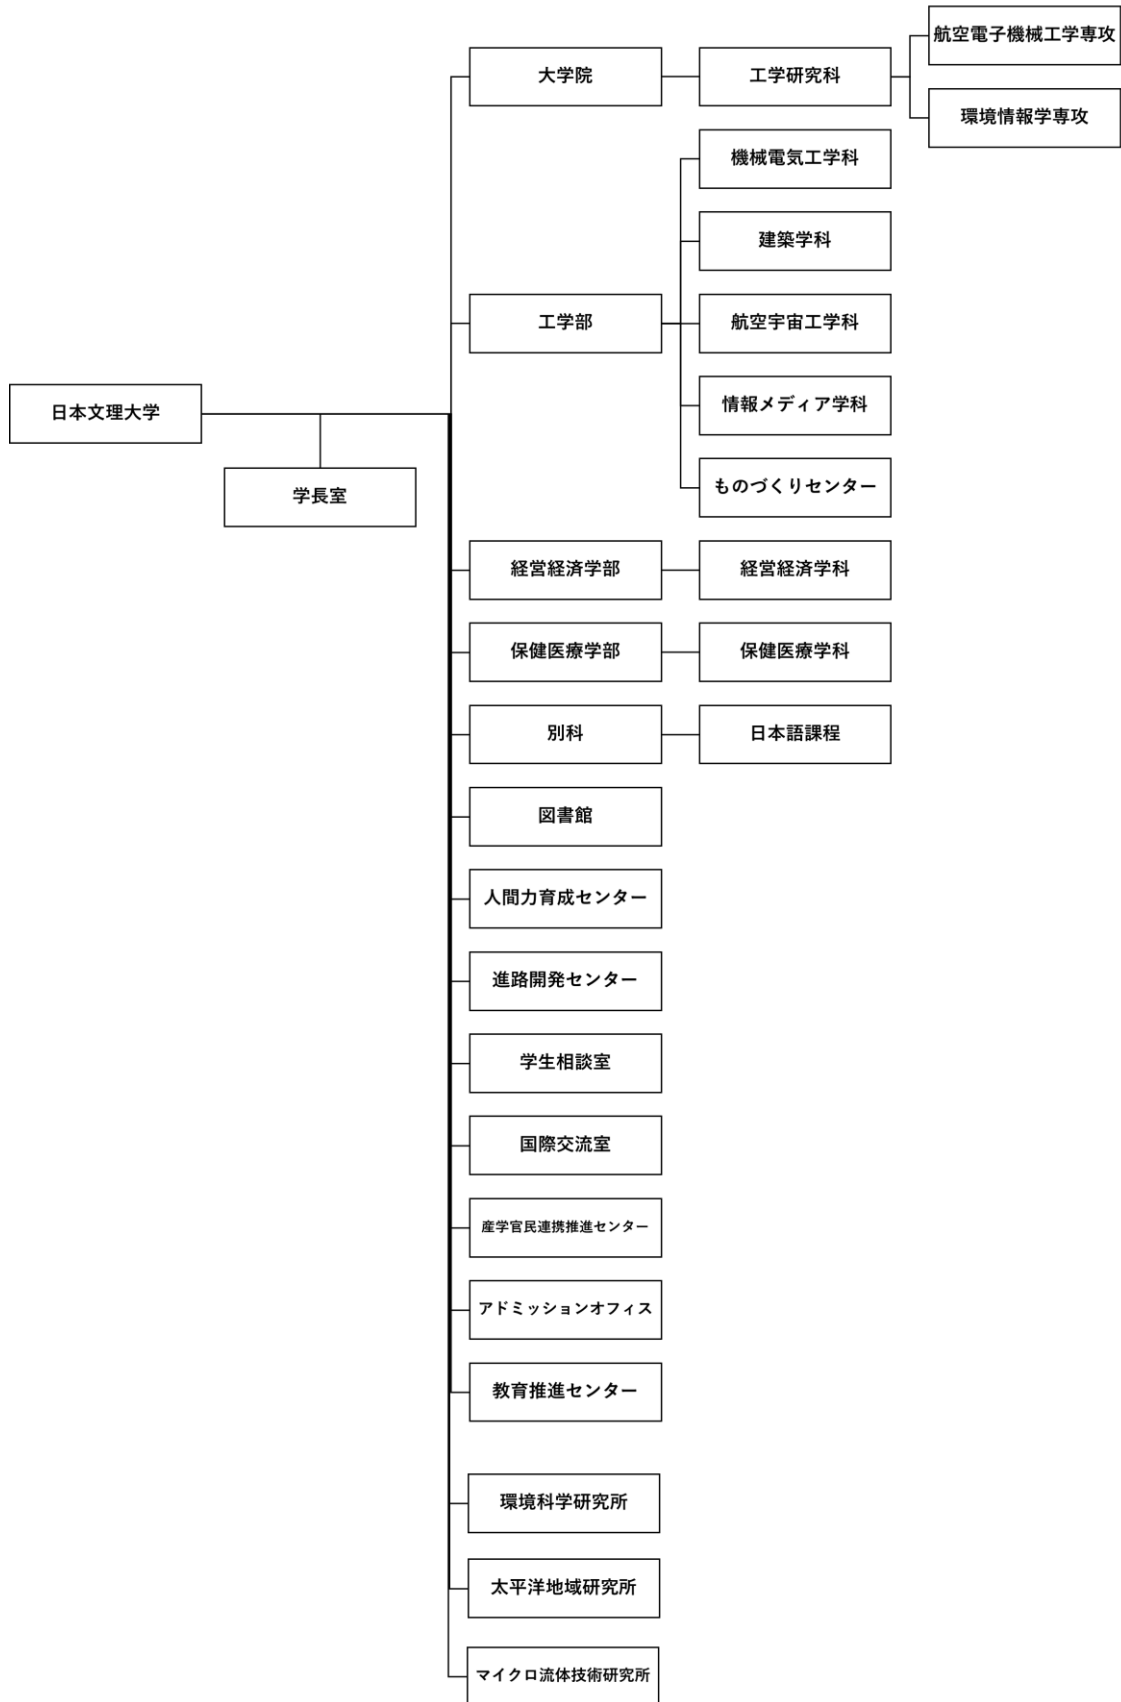 航空電子機械工学専攻
大学院
工学研究科
環境情報学専攻
機械電気工学科
建築学科
工学部
航空宇宙工学科
情報メディア学科
日本文理大学
ものづくりセンター
学長室
経営経済学部
経営経済学科
保健医療学部
保健医療学科
別科
日本語課程
図書館
人間力育成センター
進路開発センター
学生相談室
国際交流室
産学官民連携推進センター
アドミッションオフィス
教育推進センター
環境科学研究所
太平洋地域研究所
マイクロ流体技術研究所